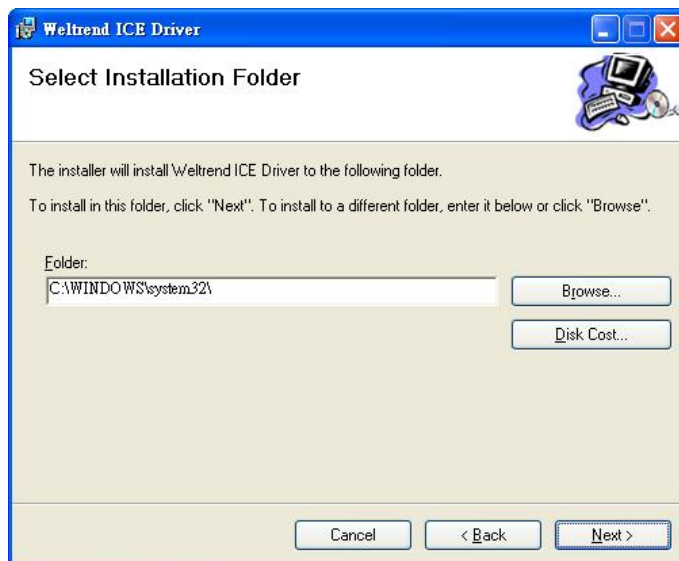 Weltrend ICE Driver
Select Installation Folder
The installer will install Weltrend ICE Driver to the following folder.
To install in this folder, click "Next". To install to a different folder, enter it below or click "Browse".
Folder:
C:\WINDOWS\system32\
Browse...
Disk Cost...
Cancel
< Back
Next >